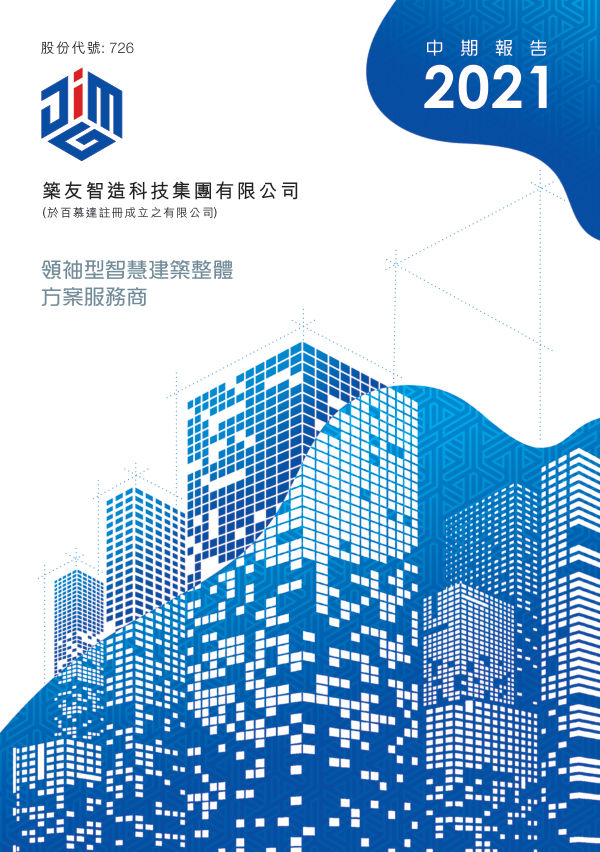 股份代號: 726
中期報告
2021
JIMG
築友智造科技集團有限公司
(於百慕達註冊成立之有限公司)
領袖型智慧建築整體
方案服務商